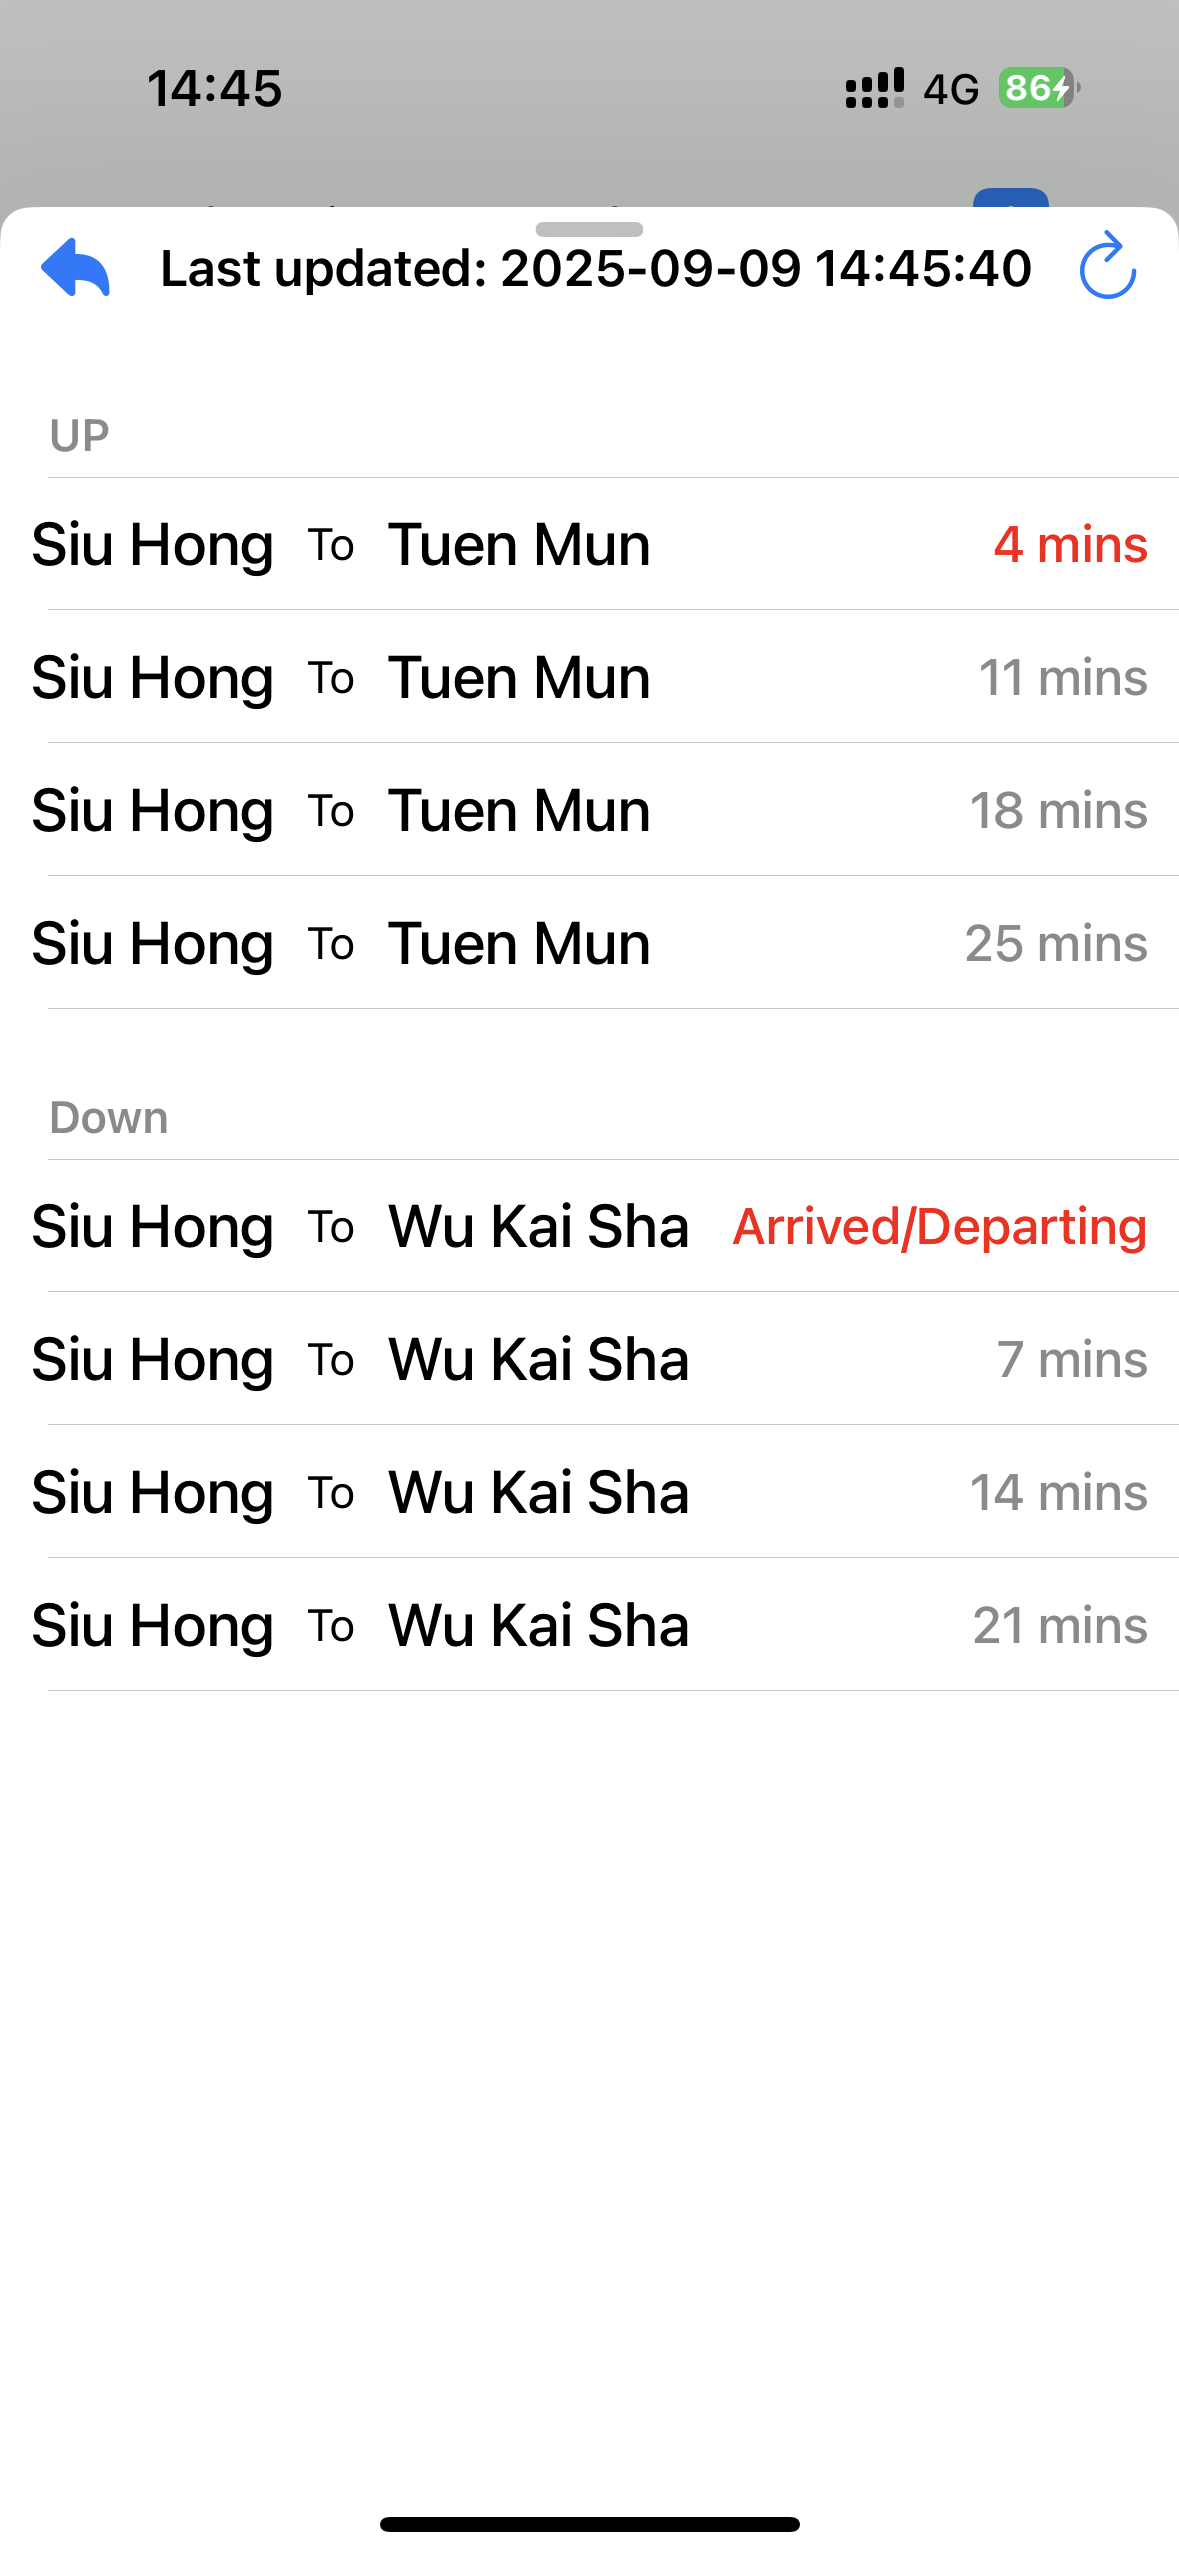 14:45 4G 86
Last updated: 2025-09-09 14:45:40
UP
Siu Hong To Tuen Mun 4 mins
Siu Hong To Tuen Mun 11 mins
Siu Hong To Tuen Mun 18 mins
Siu Hong To Tuen Mun 25 mins
Down
Siu Hong To Wu Kai Sha Arrived/Departing
Siu Hong To Wu Kai Sha 7 mins
Siu Hong To Wu Kai Sha 14 mins
Siu Hong To Wu Kai Sha 21 mins